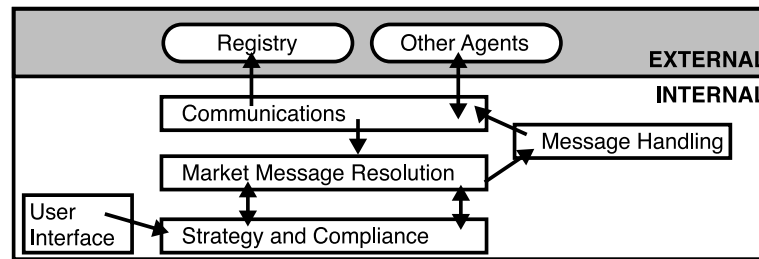 Registry
Other Agents
EXTERNAL
INTERNAL
Communications
Message Handling
Market Message Resolution
User
Interface
Strategy and Compliance